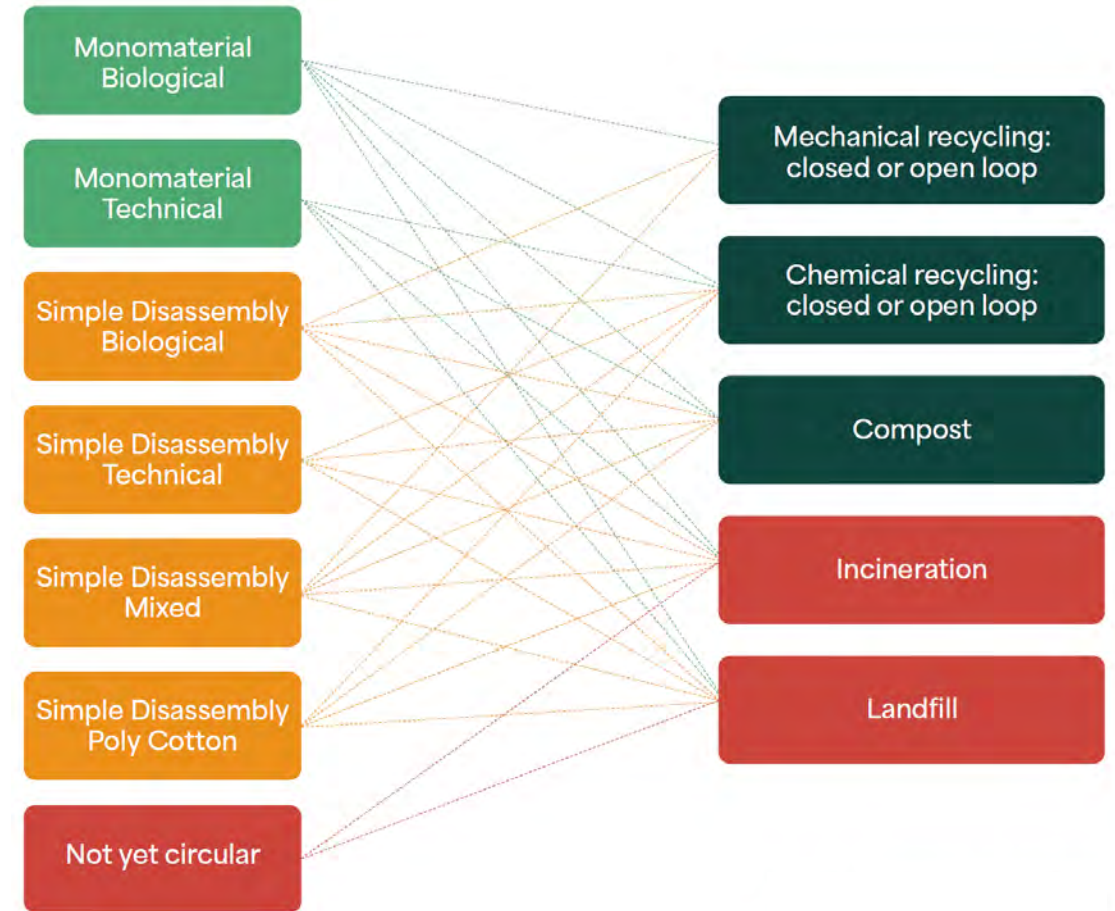 Monomaterial
Biological
Monomaterial
Technical
Simple Disassembly
Biological
Simple Disassembly
Technical
Simple Disassembly
Mixed
Simple Disassembly
Poly Cotton
Not yet circular
Mechanical recycling:
closed or open loop
Chemical recycling:
closed or open loop
Compost
Incineration
Landfill